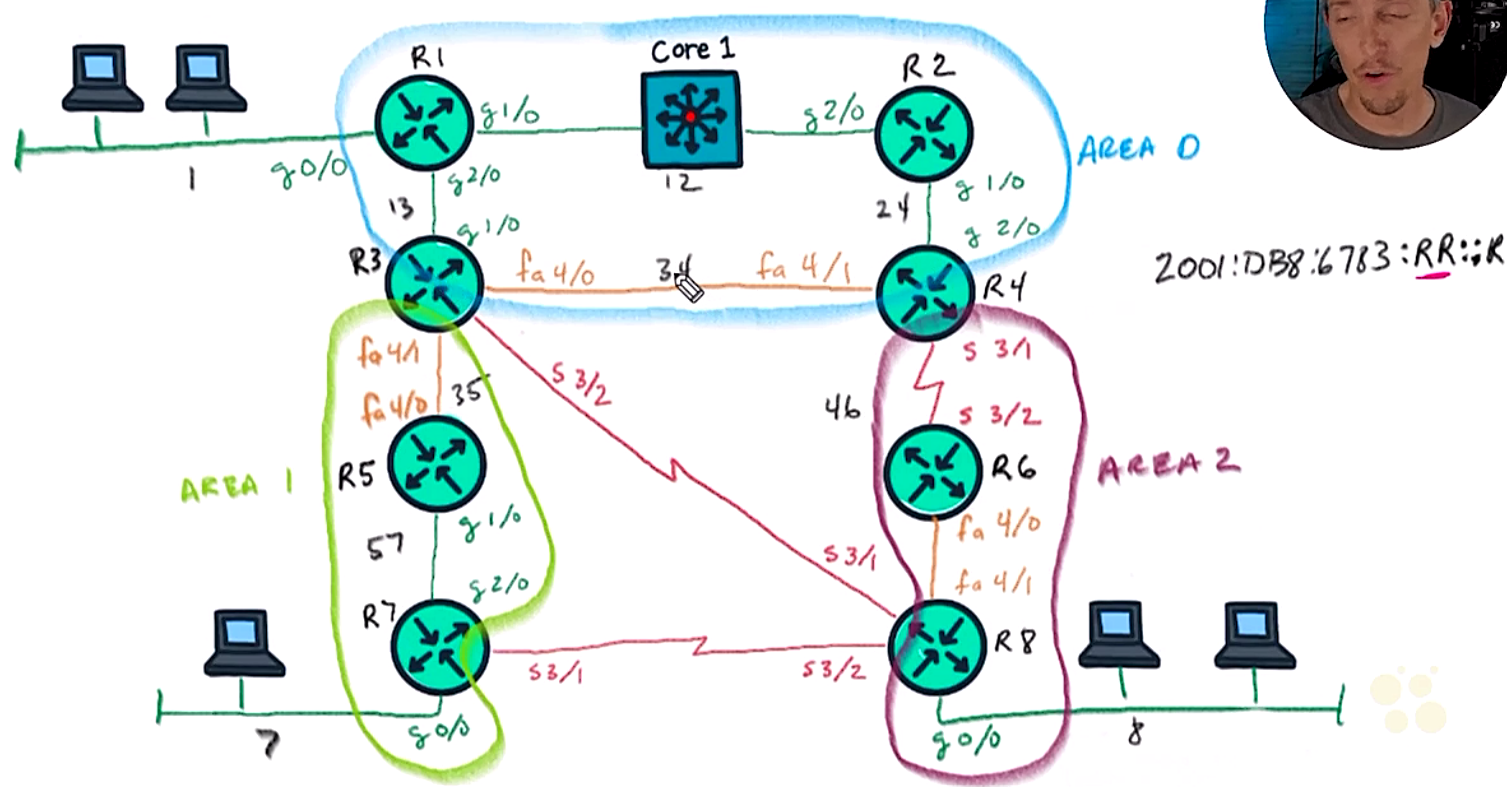 R1
Core 1
R2
g1/0
g2/0
AREA 0
g0/0
1
g2/0
12
g 1/0
13
24
g1/0
g 2/0
R3
fa 4/0
34
fa 4/1
R4
2001:DB8:6783:RR::R
fa 4/1
S 3/2
S 3/1
fa 4/0
35
46
S 3/2
AREA 1
R5
R6
AREA 2
g 1/0
fa 4/0
57
S 3/1
g2/0
fa 4/1
R7
R8
S3/1
S3/2
7
g0/0
g0/0
8